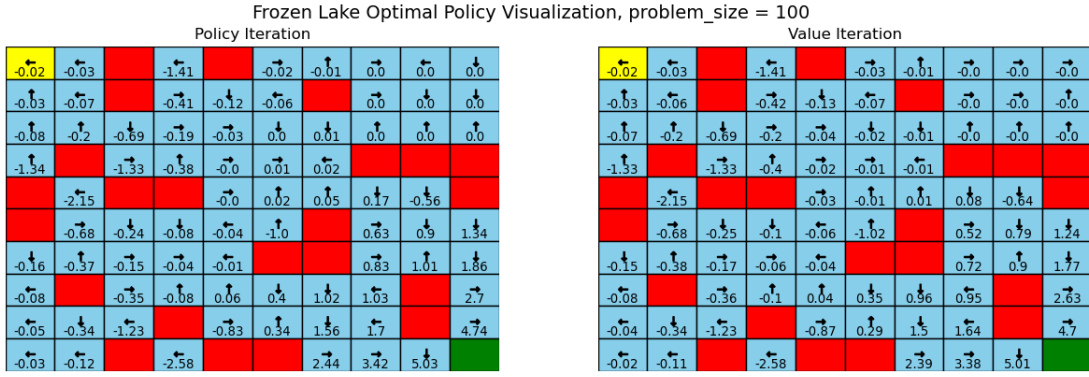 Frozen Lake Optimal Policy Visualization, problem_size = 100
Policy Iteration
-0.02 -0.03 -1.41 -0.02 -0.01 0.0 0.0 0.0
-0.03 -0.07 -0.41 -0.12 -0.06 0.0 0.0 0.0
-0.08 -0.2 -0.69 -0.19 -0.03 0.0 0.01 0.0 0.0 0.0
-1.34 -1.33 -0.38 -0.0 0.01 0.02
-2.15 -0.0 0.02 0.05 0.17 -0.56
-0.68 -0.24 -0.08 -0.04 -1.0 0.63 0.9 1.34
-0.16 -0.37 -0.15 -0.04 -0.01 0.83 1.01 1.86
-0.08 -0.35 -0.08 0.06 0.4 1.02 1.03 2.7
-0.05 -0.34 -1.23 -0.83 0.34 1.56 1.7 4.74
-0.03 -0.12 -2.58 2.44 3.42 5.03
Value Iteration
-0.02 -0.03 -1.41 -0.03 -0.01 -0.0 -0.0 -0.0
-0.03 -0.06 -0.42 -0.13 -0.07 -0.0 -0.0 -0.0
-0.07 -0.2 -0.69 -0.2 -0.04 -0.02 -0.01 -0.0 -0.0 -0.0
-1.33 -1.33 -0.4 -0.02 -0.01 -0.01
-2.15 -0.03 -0.01 0.01 0.08 -0.64
-0.68 -0.25 -0.1 -0.06 -1.02 0.52 0.79 1.24
-0.15 -0.38 -0.17 -0.06 -0.04 0.72 0.9 1.77
-0.08 -0.36 -0.1 0.04 0.35 0.96 0.95 2.63
-0.04 -0.34 -1.23 -0.87 0.29 1.5 1.64 4.7
-0.02 -0.11 -2.58 2.39 3.38 5.01